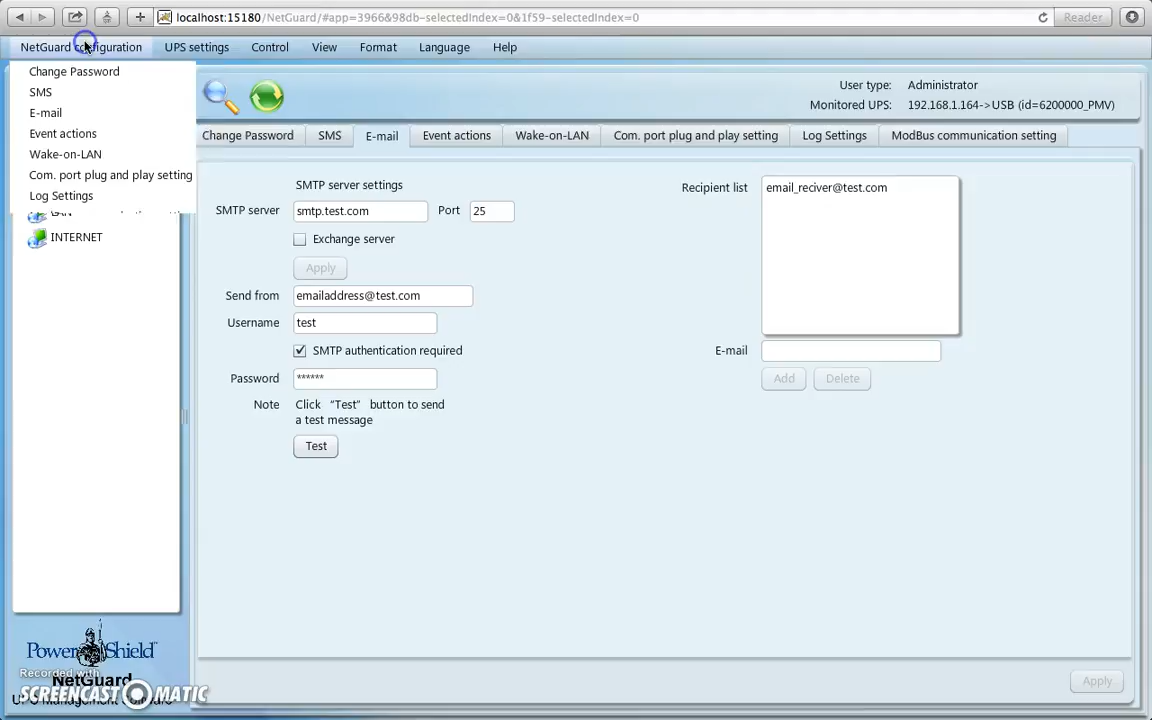 localhost:15180/NetGuard/#app=3966&98db-selectedIndex=0&1f59-selectedIndex=0
Reader
NetGuard configuration UPS settings Control View Format Language Help
Change Password
SMS
E-mail
Event actions
Wake-on-LAN
Com. port plug and play setting
Log Settings
LAN
INTERNET
User type: Administrator
Monitored UPS: 192.168.1.164->USB (id=6200000_PMV)
Change Password SMS E-mail Event actions Wake-on-LAN Com. port plug and play setting Log Settings ModBus communication setting
SMTP server settings
SMTP server smtp.test.com Port 25
Exchange server
Apply
Send from emailaddress@test.com
Username test
SMTP authentication required
Password ******
Note Click “Test” button to send
a test message
Test
Recipient list email_reciver@test.com
E-mail
Add Delete
Apply
PowerShield
Recorded with
NetGuard
SCREENCAST MATIC